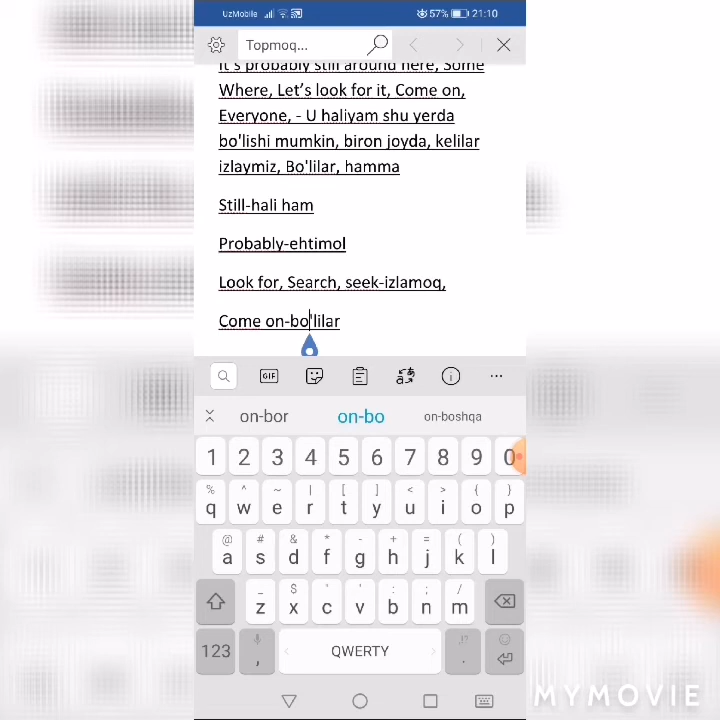 UzMobile 57% 21:10
Topmoq...
It's probably still around here, Some
Where, Let's look for it, Come on,
Everyone, - U haliyam shu yerda
bo'lishi mumkin, biron joyda, kelilar
izlaymiz, Bo'lilar, hamma
Still-hali ham
Probably-ehtimol
Look for, Search, seek-izlamoq,
Come on-bo'lilar
GIF
on-bor on-bo on-boshqa
1 2 3 4 5 6 7 8 9 0
% ^ ~ | [ ] < > { }
q w e r t y u i o p
@ # & * - + = ( )
a s d f g h j k l
_ $ " ' : ; /
z x c v b n m
123 , QWERTY .
MYMOVIE